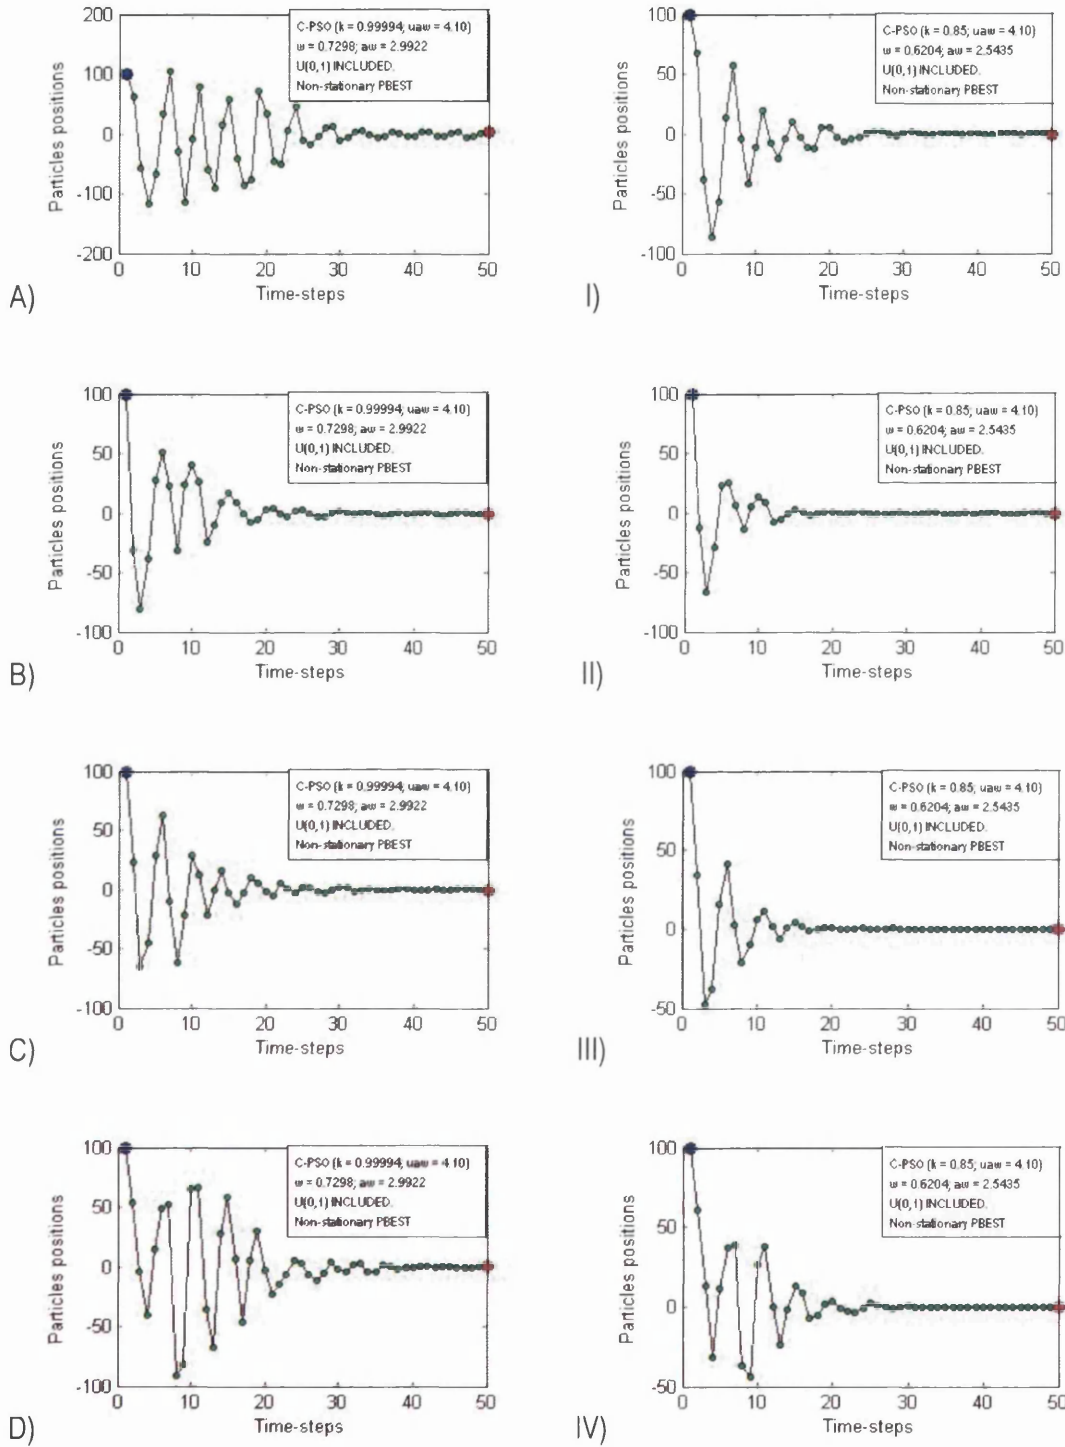 200
100
0
-100
-200
Particles positions
C-PSO (k = 0.99994; uaw = 4.10)
w = 0.7298; aw = 2.9922
U(0,1) INCLUDED.
Non-stationary PBEST
0 10 20 30 40 50
Time-steps
A)
100
50
0
-50
-100
Particles positions
C-PSO (k = 0.85; uaw = 4.10)
w = 0.6204; aw = 2.5435
U(0,1) INCLUDED.
Non-stationary PBEST
0 10 20 30 40 50
Time-steps
I)
100
50
0
-50
-100
Particles positions
C-PSO (k = 0.99994; uaw = 4.10)
w = 0.7298; aw = 2.9922
U(0,1) INCLUDED.
Non-stationary PBEST
0 10 20 30 40 50
Time-steps
B)
100
50
0
-50
-100
Particles positions
C-PSO (k = 0.85; uaw = 4.10)
w = 0.6204; aw = 2.5435
U(0,1) INCLUDED.
Non-stationary PBEST
0 10 20 30 40 50
Time-steps
II)
100
50
0
-50
-100
Particles positions
C-PSO (k = 0.99994; uaw = 4.10)
w = 0.7298; aw = 2.9922
U(0,1) INCLUDED.
Non-stationary PBEST
0 10 20 30 40 50
Time-steps
C)
100
50
0
-50
Particles positions
C-PSO (k = 0.85; uaw = 4.10)
w = 0.6204; aw = 2.5435
U(0,1) INCLUDED.
Non-stationary PBEST
0 10 20 30 40 50
Time-steps
III)
100
50
0
-50
-100
Particles positions
C-PSO (k = 0.99994; uaw = 4.10)
w = 0.7298; aw = 2.9922
U(0,1) INCLUDED.
Non-stationary PBEST
0 10 20 30 40 50
Time-steps
D)
100
50
0
-50
Particles positions
C-PSO (k = 0.85; uaw = 4.10)
w = 0.6204; aw = 2.5435
U(0,1) INCLUDED.
Non-stationary PBEST
0 10 20 30 40 50
Time-steps
IV)